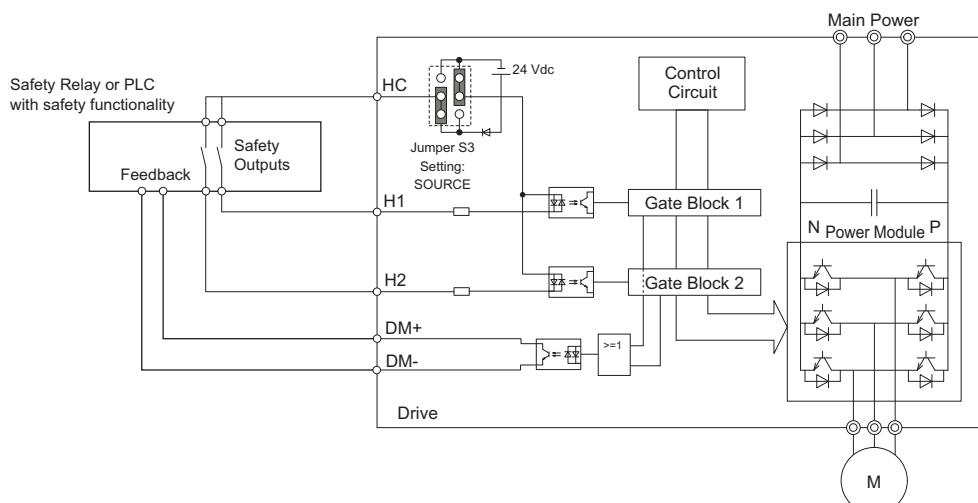 Main Power
Safety Relay or PLC
with safety functionality
HC
24 Vdc
Control
Circuit
Safety
Outputs
Feedback
Jumper S3
Setting:
SOURCE
H1
Gate Block 1
N
P
Power Module
H2
Gate Block 2
DM+
>=1
DM-
Drive
M